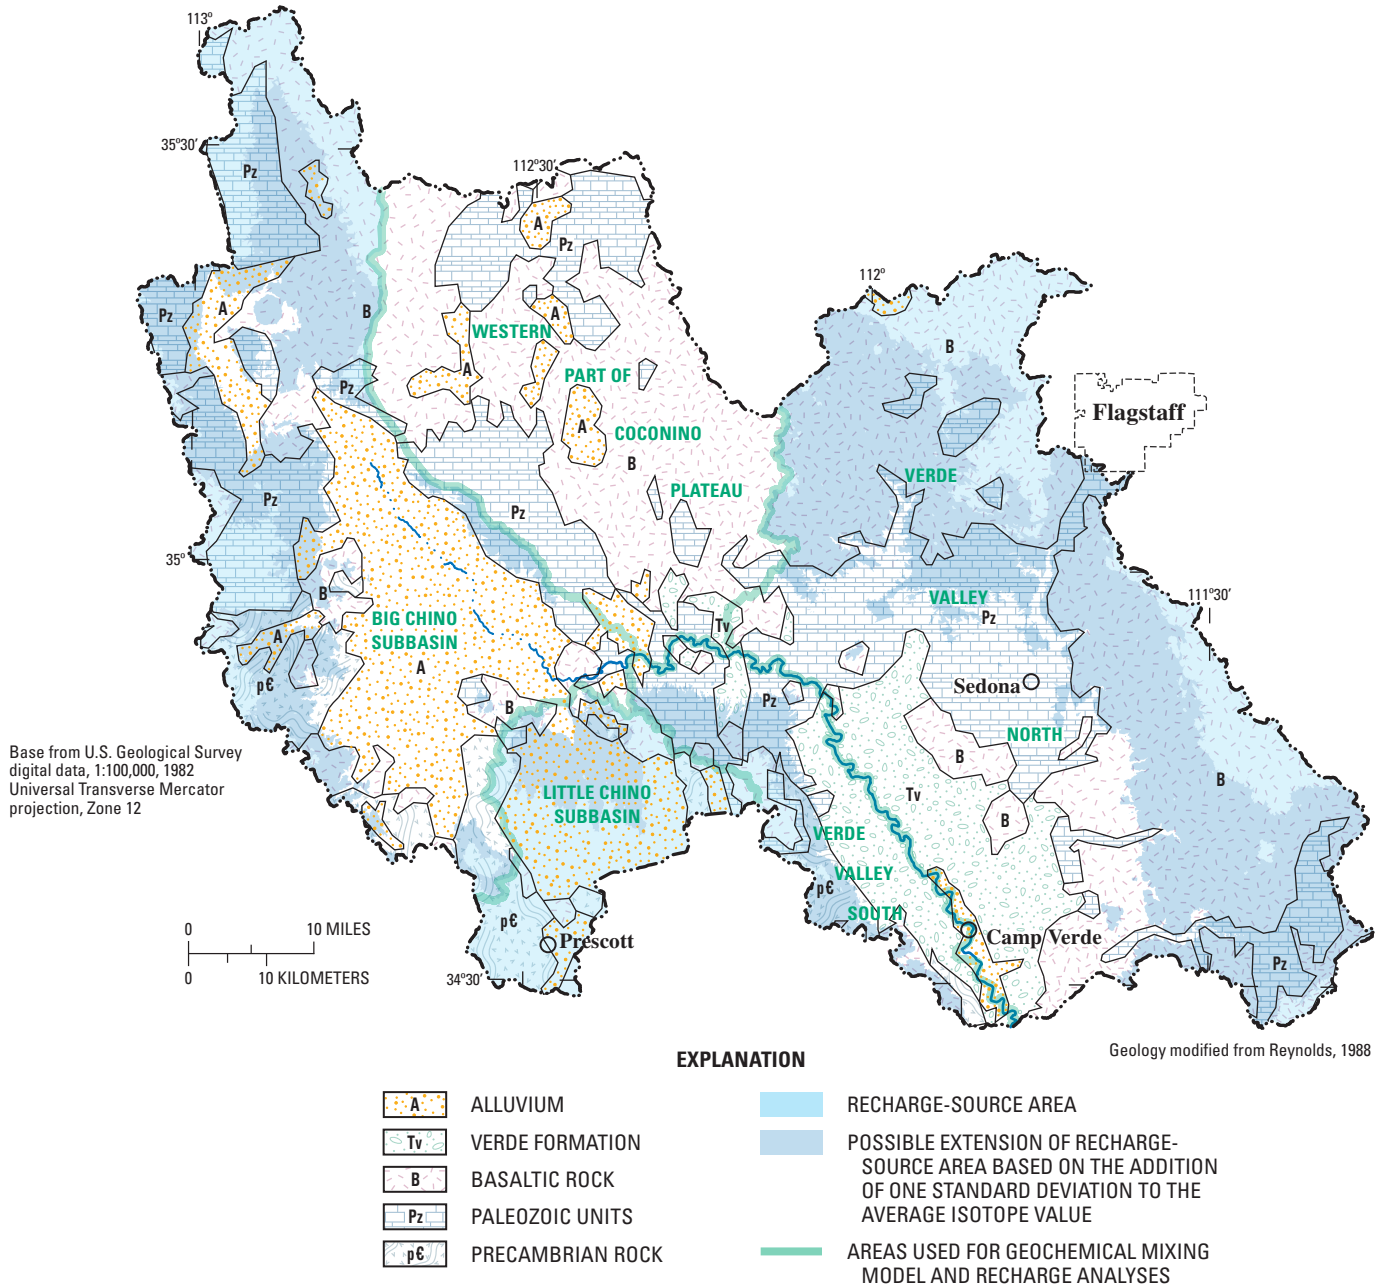 113°
35°30'
112°30'
Pz
A
Pz
112°
A
Pz
B
A
B
WESTERN
A
PART OF
Pz
Flagstaff
A
COCONINO
B
VERDE
PLATEAU
Pz
Pz
35°
B
VALLEY
111°30'
Pz
BIG CHINO
SUBBASIN
Tv
A
A
pЄ
Sedona
Pz
B
NORTH
Base from U.S. Geological Survey
digital data, 1:100,000, 1982
Universal Transverse Mercator
projection, Zone 12
B
B
LITTLE CHINO
SUBBASIN
Tv
B
VERDE
VALLEY
pЄ
SOUTH
pЄ
0 10 MILES
Prescott
Camp Verde
0 10 KILOMETERS
34°30'
Pz
Geology modified from Reynolds, 1988
EXPLANATION
A ALLUVIUM
Tv VERDE FORMATION
B BASALTIC ROCK
Pz PALEOZOIC UNITS
pЄ PRECAMBRIAN ROCK
RECHARGE-SOURCE AREA
POSSIBLE EXTENSION OF RECHARGE-
SOURCE AREA BASED ON THE ADDITION
OF ONE STANDARD DEVIATION TO THE
AVERAGE ISOTOPE VALUE
AREAS USED FOR GEOCHEMICAL MIXING
MODEL AND RECHARGE ANALYSES